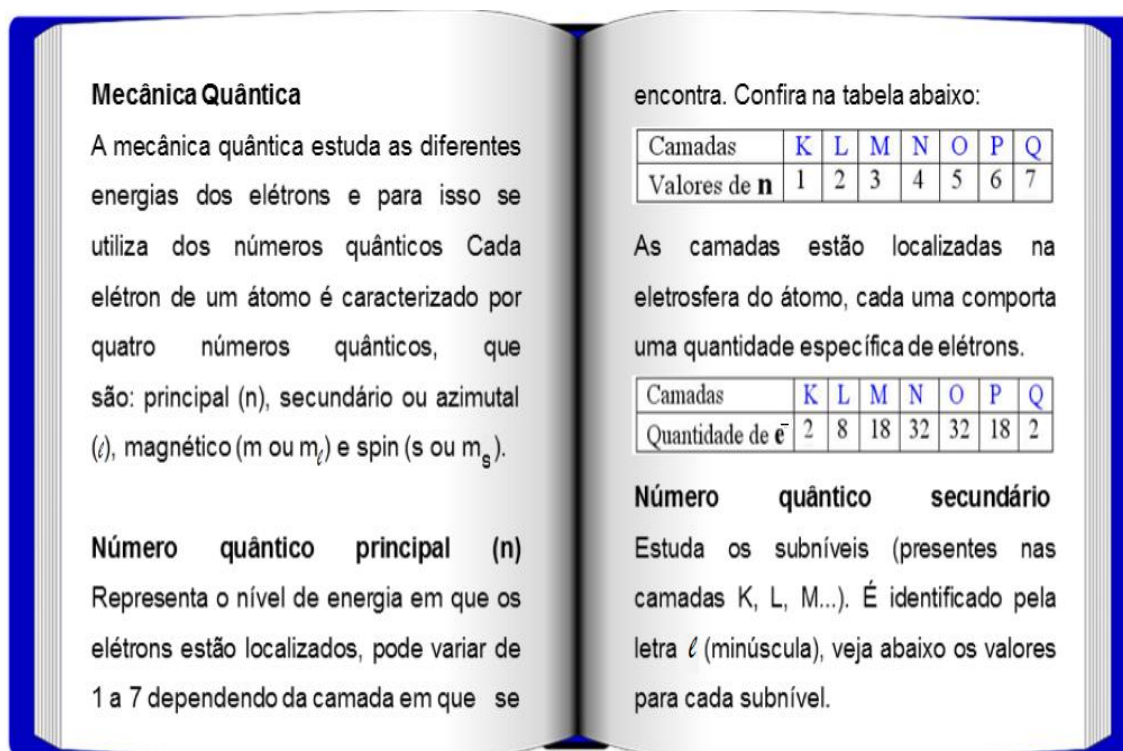 Mecânica Quântica
A mecânica quântica estuda as diferentes
energias dos elétrons e para isso se
utiliza dos números quânticos Cada
elétron de um átomo é caracterizado por
quatro números quânticos, que
são: principal (n), secundário ou azimutal
(ℓ), magnético (m ou mℓ) e spin (s ou ms).
Número quântico principal (n)
Representa o nível de energia em que os
elétrons estão localizados, pode variar de
1 a 7 dependendo da camada em que se
encontra. Confira na tabela abaixo:
Camadas K L M N O P Q
Valores de n 1 2 3 4 5 6 7
As camadas estão localizadas na
eletrosfera do átomo, cada uma comporta
uma quantidade específica de elétrons.
Camadas K L M N O P Q
Quantidade de e⁻ 2 8 18 32 32 18 2
Número quântico secundário
Estuda os subníveis (presentes nas
camadas K, L, M...). É identificado pela
letra ℓ (minúscula), veja abaixo os valores
para cada subnível.